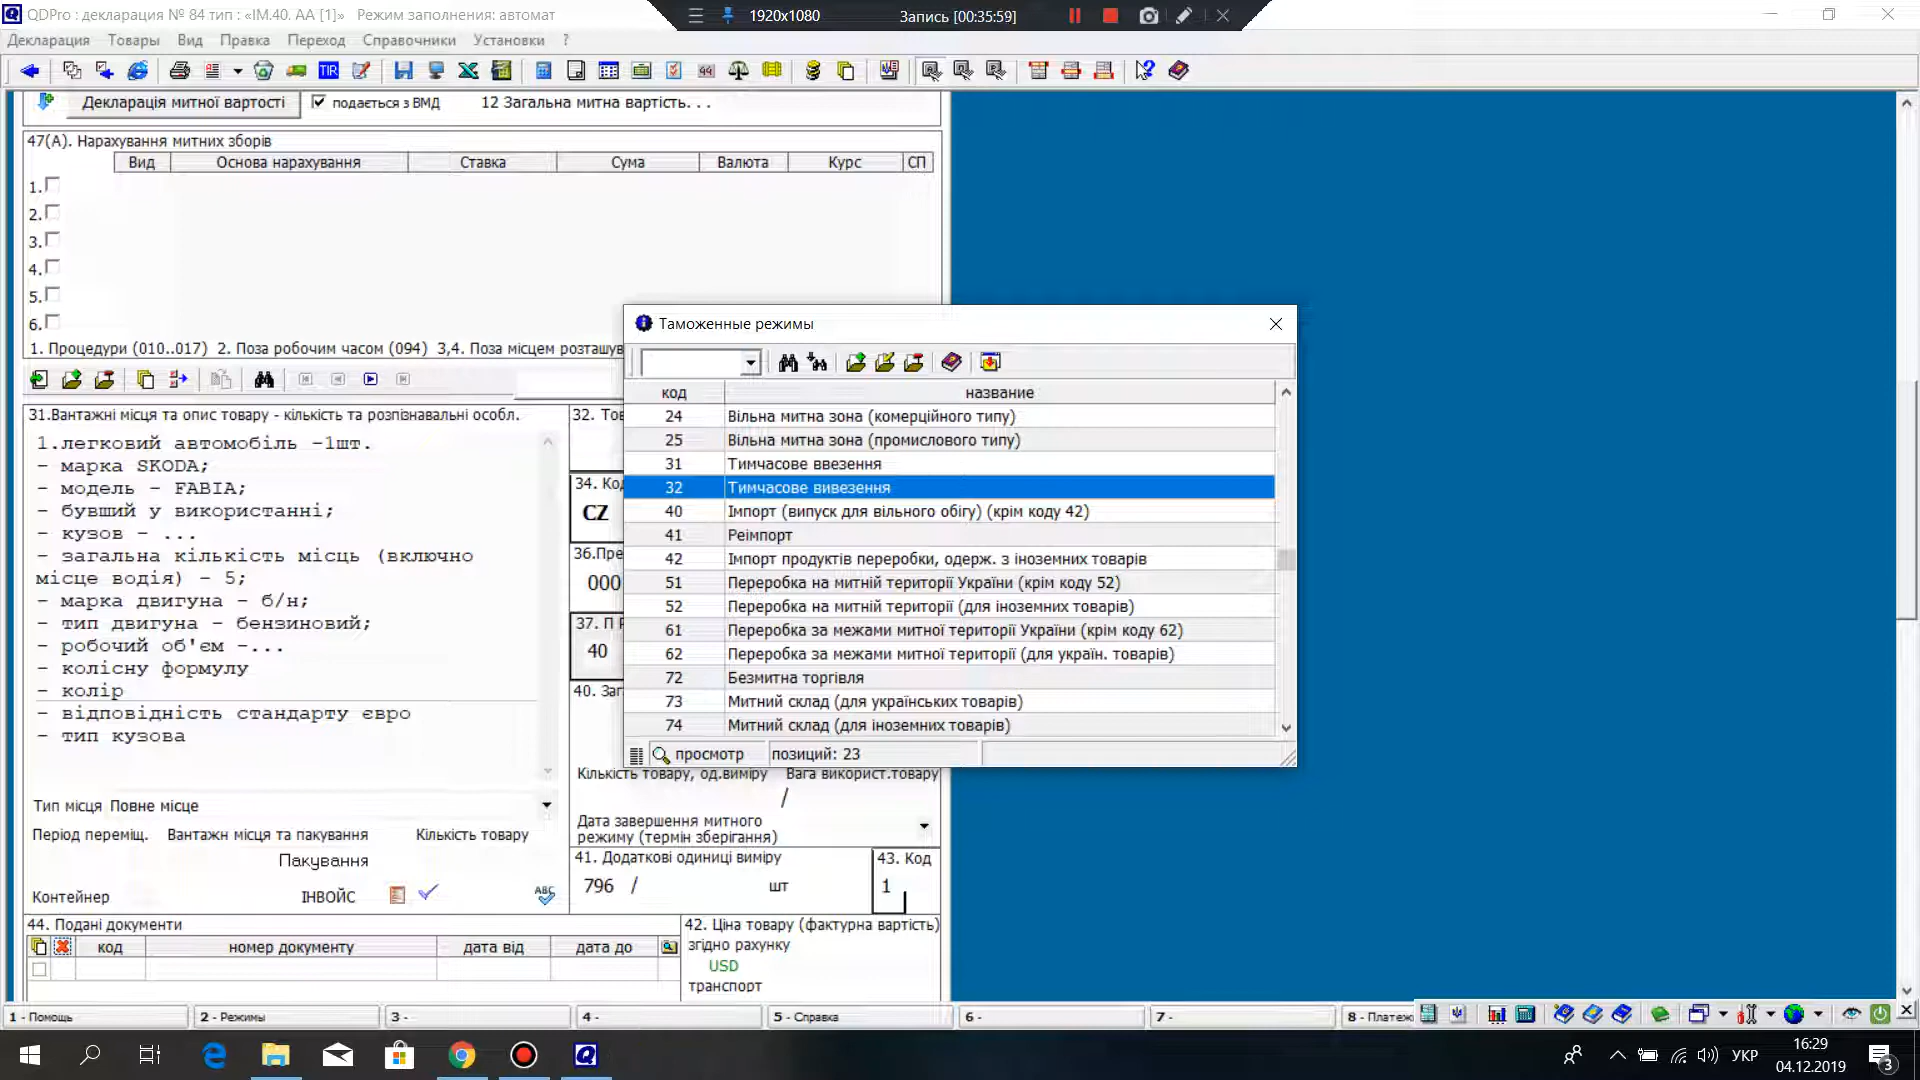 QDPro : декларация № 84 тип : «ІМ.40. АА [1]» Режим заполнения: автомат
1920x1080
Запись [00:35:59]
Декларация Товары Вид Правка Переход Справочники Установки ?
TIR
Декларація митної вартості
подається з ВМД
12 Загальна митна вартість. . .
47(А). Нарахування митних зборів
Вид Основа нарахування Ставка Сума Валюта Курс СП
1.
2.
3.
4.
5.
6.
1. Процедури (010..017) 2. Поза робочим часом (094) 3,4. Поза місцем розташув
31.Вантажні місця та опис товару - кількість та розпізнавальні особл.
1.легковий автомобіль -1шт.
- марка SKODA;
- модель - FABIA;
- бувший у використанні;
- кузов - ...
- загальна кількість місць (включно
місце водія) - 5;
- марка двигуна - б/н;
- тип двигуна - бензиновий;
- робочий об'єм -...
- колісну формулу
- колір
- відповідність стандарту євро
- тип кузова
Тип місця Повне місце
Період переміщ. Вантажн місця та пакування Кількість товару
Пакування
Контейнер ІНВОЙС
ABC
32. Тов
34. Код
CZ
36.Пре
000
37. П Р
40
40. Заг
Таможенные режимы
код название
24 Вільна митна зона (комерційного типу)
25 Вільна митна зона (промислового типу)
31 Тимчасове ввезення
32 Тимчасове вивезення
40 Імпорт (випуск для вільного обігу) (крім коду 42)
41 Реімпорт
42 Імпорт продуктів переробки, одерж. з іноземних товарів
51 Переробка на митній території України (крім коду 52)
52 Переробка на митній території (для іноземних товарів)
61 Переробка за межами митної території України (крім коду 62)
62 Переробка за межами митної території (для україн. товарів)
72 Безмитна торгівля
73 Митний склад (для українських товарів)
74 Митний склад (для іноземних товарів)
просмотр позиций: 23
Кількість товару, од.виміру Вага використ.товару
/
Дата завершення митного
режиму (термін зберігання)
41. Додаткові одиниці виміру
796 / шт
43. Код
1
44. Подані документи
код номер документу дата від дата до
42. Ціна товару (фактурна вартість)
згідно рахунку
USD
транспорт
1 - Помощь 2 - Режимы 3 - 4 - 5 - Справка 6 - 7 - 8 - Платеж
УКР
16:29
04.12.2019
3